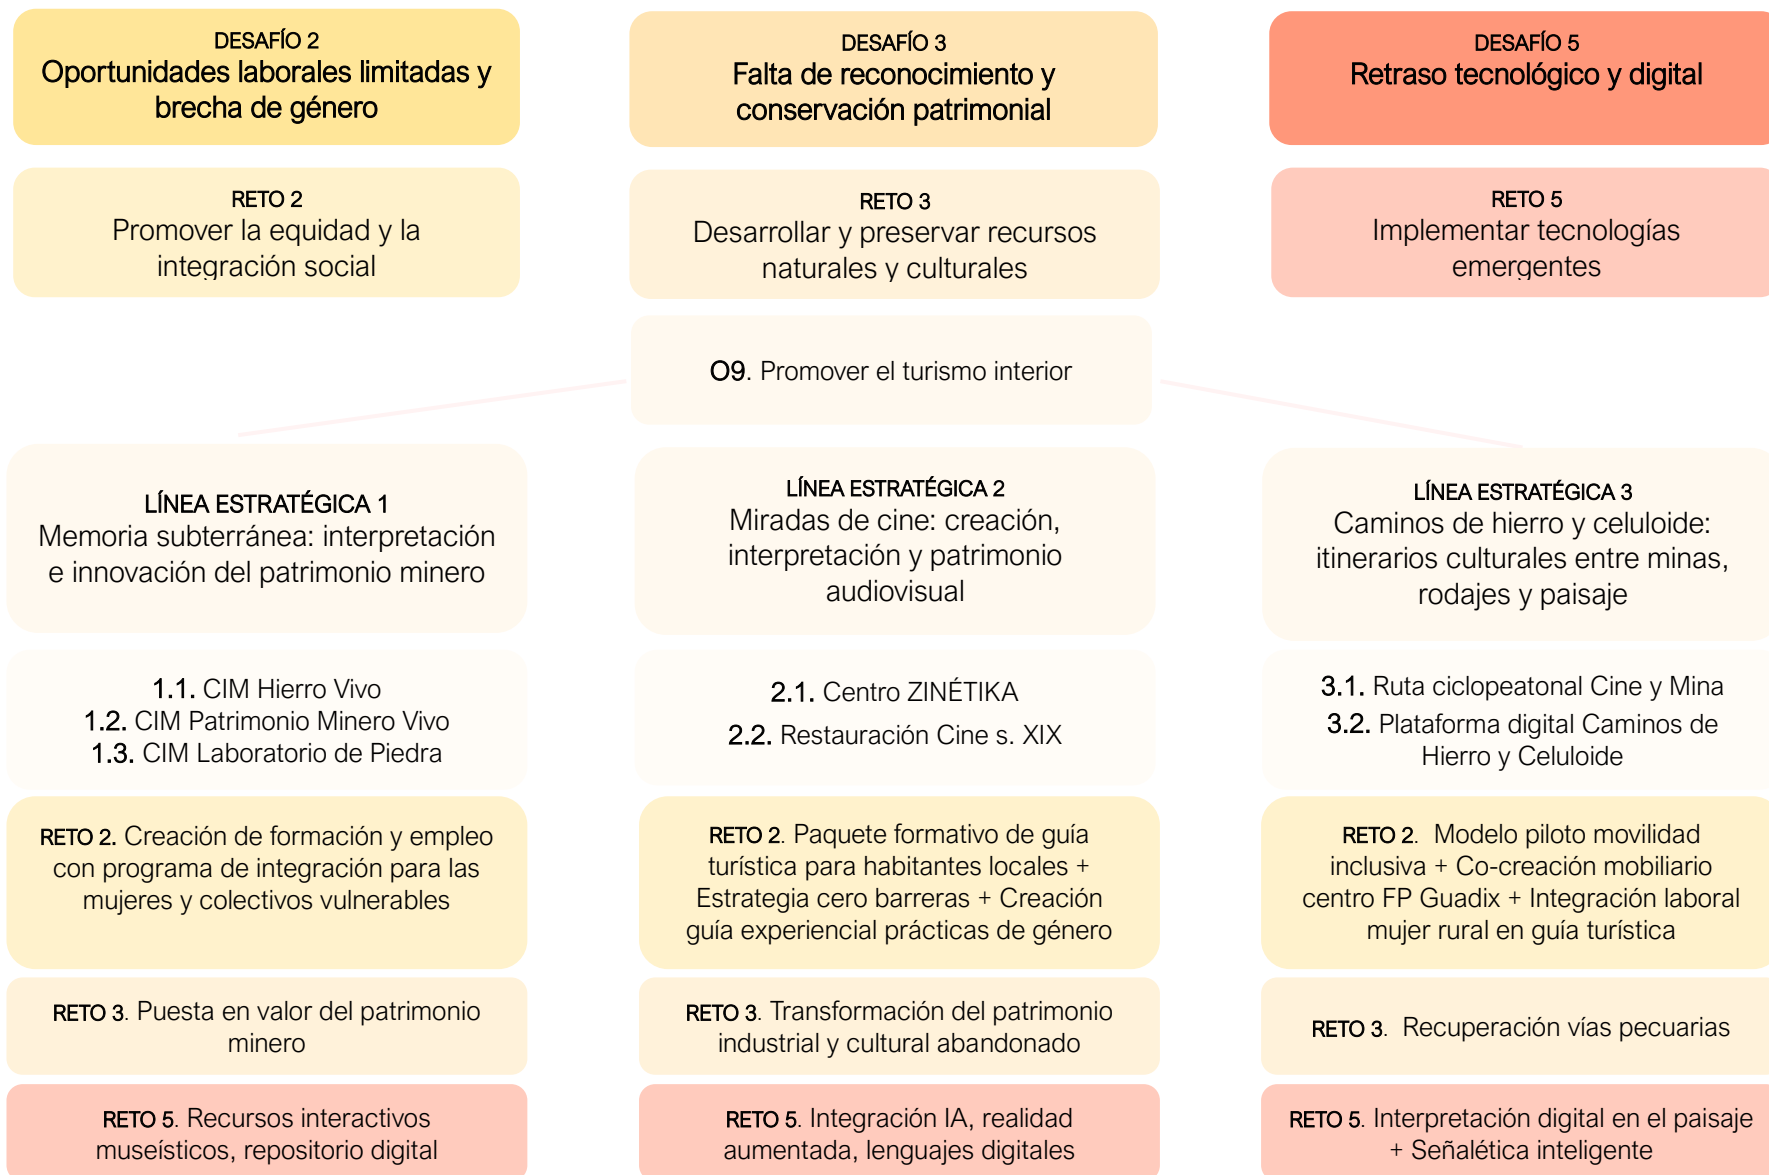 DESAFÍO 2
Oportunidades laborales limitadas y
brecha de género
DESAFÍO 3
Falta de reconocimiento y
conservación patrimonial
DESAFÍO 5
Retraso tecnológico y digital
RETO 2
Promover la equidad y la
integración social
RETO 3
Desarrollar y preservar recursos
naturales y culturales
RETO 5
Implementar tecnologías
emergentes
O9. Promover el turismo interior
LÍNEA ESTRATÉGICA 1
Memoria subterránea: interpretación
e innovación del patrimonio minero
LÍNEA ESTRATÉGICA 2
Miradas de cine: creación,
interpretación y patrimonio
audiovisual
LÍNEA ESTRATÉGICA 3
Caminos de hierro y celuloide:
itinerarios culturales entre minas,
rodajes y paisaje
1.1. CIM Hierro Vivo
1.2. CIM Patrimonio Minero Vivo
1.3. CIM Laboratorio de Piedra
2.1. Centro ZINÉTIKA
2.2. Restauración Cine s. XIX
3.1. Ruta ciclopeatonal Cine y Mina
3.2. Plataforma digital Caminos de
Hierro y Celuloide
RETO 2. Creación de formación y empleo
con programa de integración para las
mujeres y colectivos vulnerables
RETO 2. Paquete formativo de guía
turística para habitantes locales +
Estrategia cero barreras + Creación
guía experiencial prácticas de género
RETO 2. Modelo piloto movilidad
inclusiva + Co-creación mobiliario
centro FP Guadix + Integración laboral
mujer rural en guía turística
RETO 3. Puesta en valor del patrimonio
minero
RETO 3. Transformación del patrimonio
industrial y cultural abandonado
RETO 3. Recuperación vías pecuarias
RETO 5. Recursos interactivos
museísticos, repositorio digital
RETO 5. Integración IA, realidad
aumentada, lenguajes digitales
RETO 5. Interpretación digital en el paisaje
+ Señalética inteligente